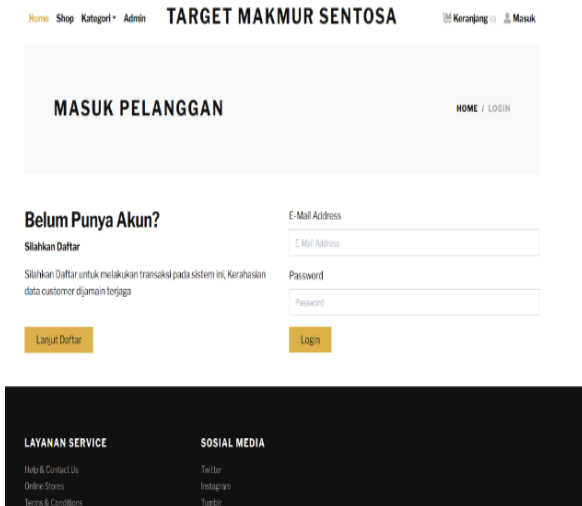 Home Shop Kategori Admin TARGET MAKMUR SENTOSA Keranjang (0) Masuk
MASUK PELANGGAN
HOME / LOGIN
Belum Punya Akun?
Silahkan Daftar
Silahkan Daftar untuk melakukan transaksi pada sistem ini, Kerahasian
data customer dijamin terjaga
Lanjut Daftar
E-Mail Address
E Mail Address
Password
Password
Login
LAYANAN SERVICE
Help & Contact Us
Online Stores
Terms & Conditions
SOSIAL MEDIA
Twitter
Instagram
Tumblr